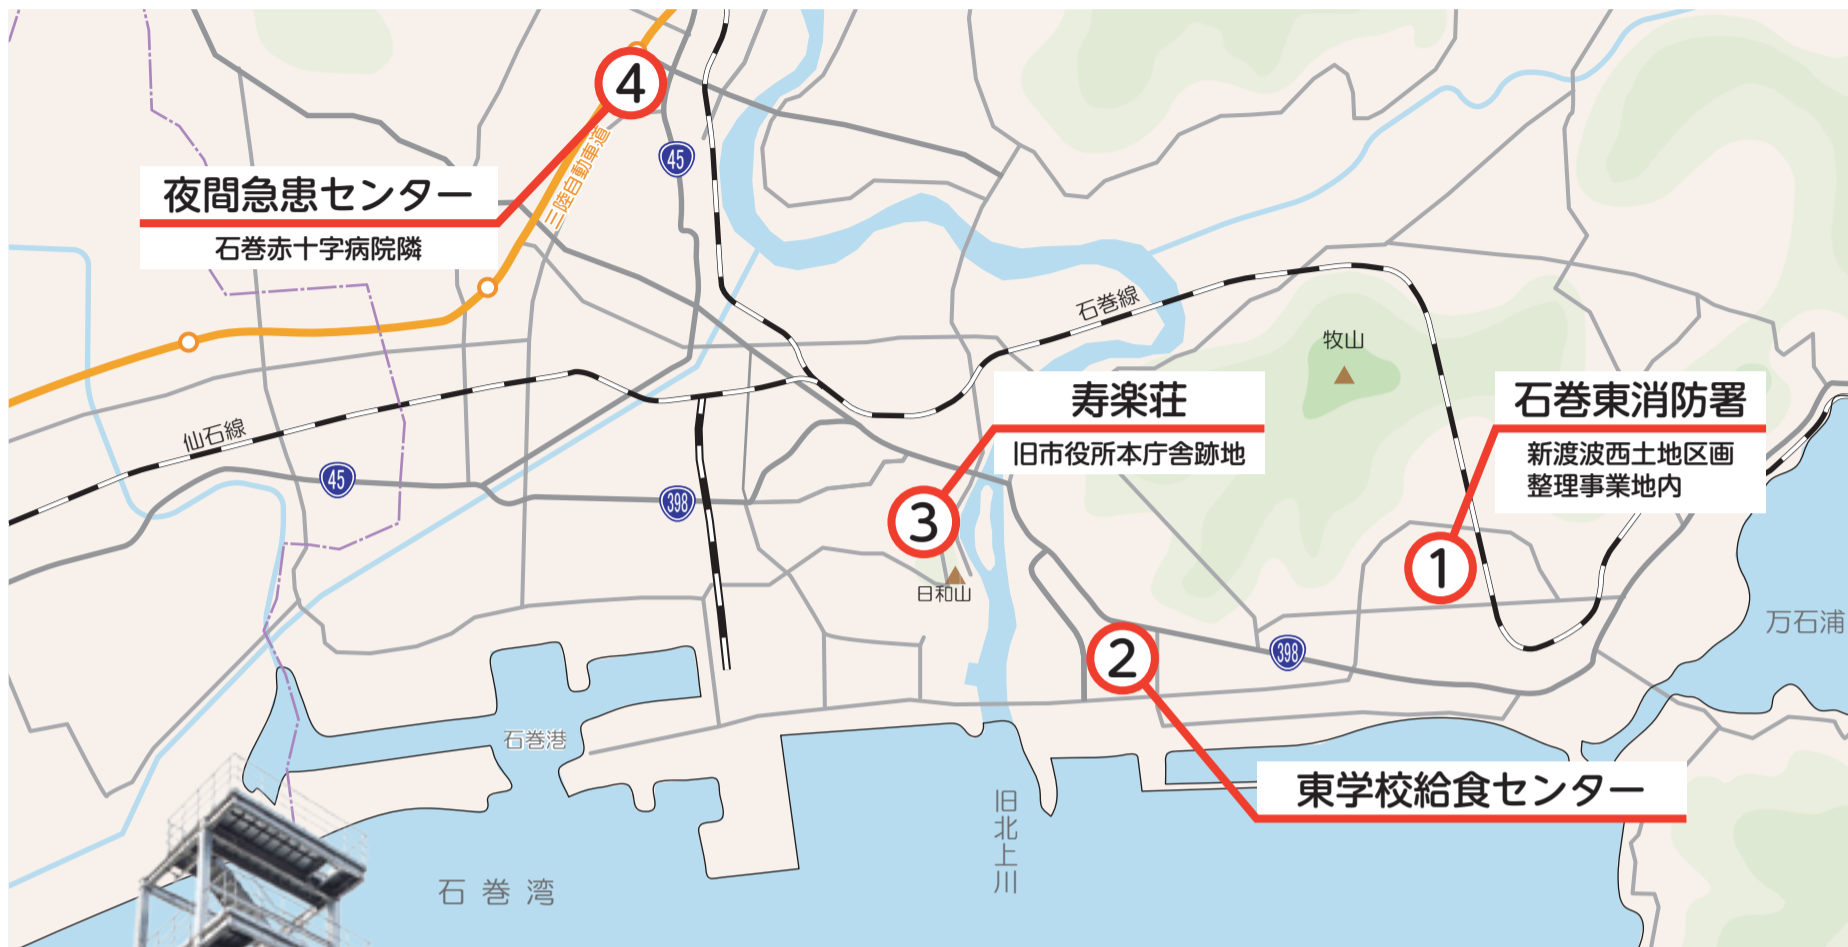 4
45
三陸自動車道
夜間急患センター
石巻赤十字病院隣
石巻線
牧山
寿楽荘
旧市役所本庁舎跡地
石巻東消防署
新渡波西土地区画
整理事業地内
仙石線
45
398
3
日和山
1
2
398
万石浦
石巻港
東学校給食センター
旧北上川
石巻湾